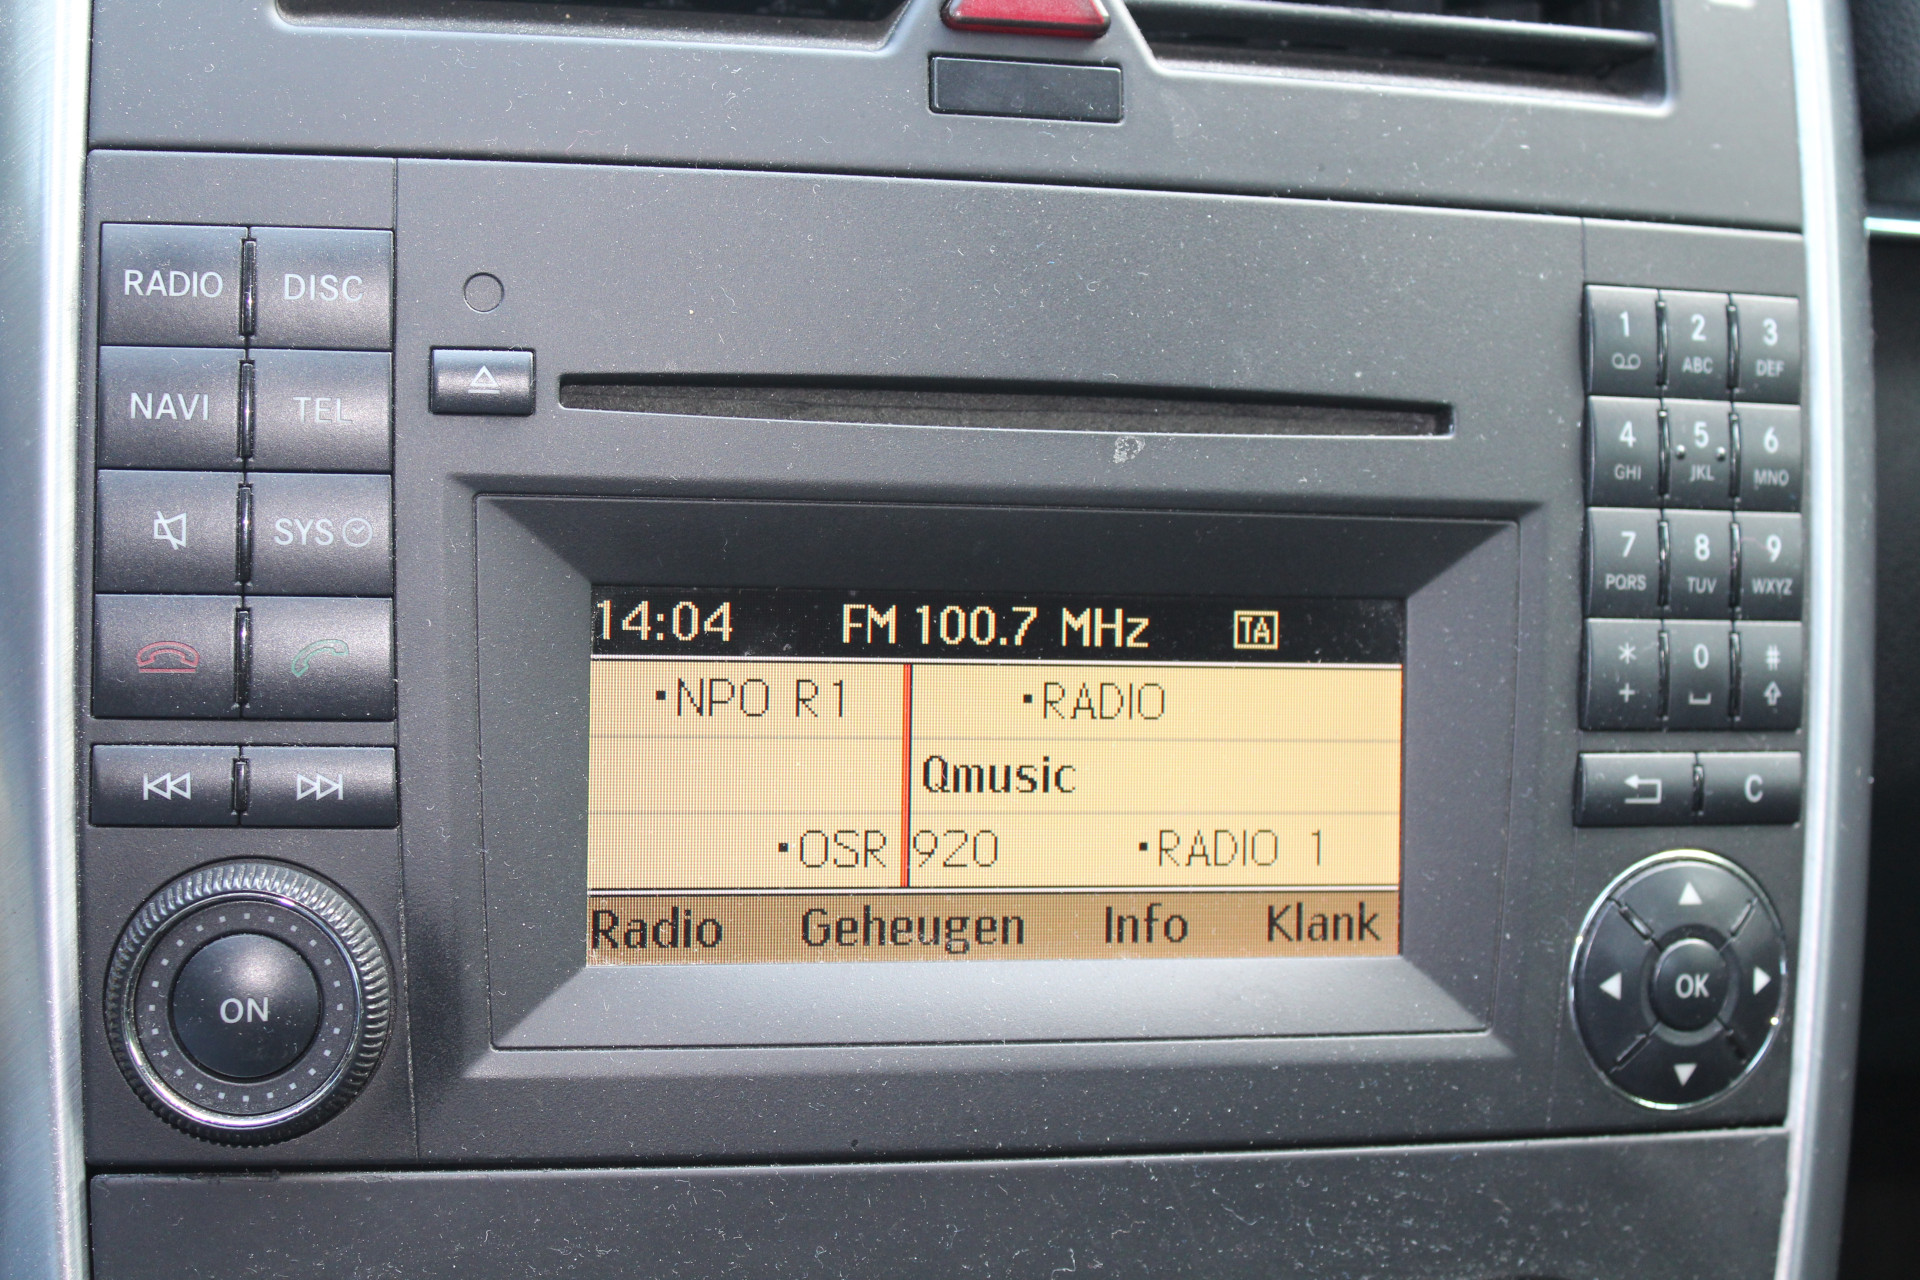 RADIO DISC
NAVI TEL
SYS
ON
14:04 FM 100.7 MHz TA
NPO R1 RADIO
Qmusic
OSR 920 RADIO 1
Radio Geheugen Info Klank
1 2 3
ABC DEF
4 5 6
GHI JKL MNO
7 8 9
PQRS TUV WXYZ
* 0 #
+
C
OK